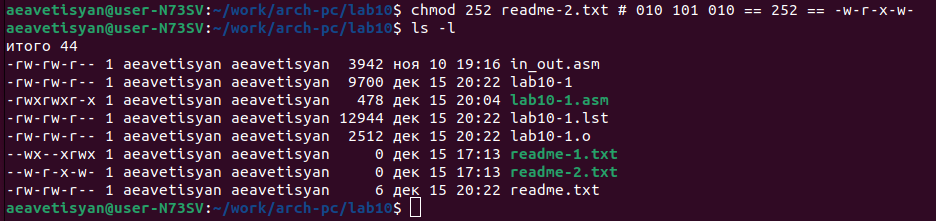 aeavetisyan@user-N73SV:~/work/arch-pc/lab10$ chmod 252 readme-2.txt # 010 101 010 == 252 == -w-r-x-w-
aeavetisyan@user-N73SV:~/work/arch-pc/lab10$ ls -l
итого 44
-rw-rw-r-- 1 aeavetisyan aeavetisyan 3942 ноя 10 19:16 in_out.asm
-rw-rw-r-- 1 aeavetisyan aeavetisyan 9700 дек 15 20:22 lab10-1
-rwxrwxr-x 1 aeavetisyan aeavetisyan 478 дек 15 20:04 lab10-1.asm
-rw-rw-r-- 1 aeavetisyan aeavetisyan 12944 дек 15 20:22 lab10-1.lst
-rw-rw-r-- 1 aeavetisyan aeavetisyan 2512 дек 15 20:22 lab10-1.o
--wx--xrwx 1 aeavetisyan aeavetisyan 0 дек 15 17:13 readme-1.txt
--w-r-x-w- 1 aeavetisyan aeavetisyan 0 дек 15 17:13 readme-2.txt
-rw-rw-r-- 1 aeavetisyan aeavetisyan 6 дек 15 20:22 readme.txt
aeavetisyan@user-N73SV:~/work/arch-pc/lab10$